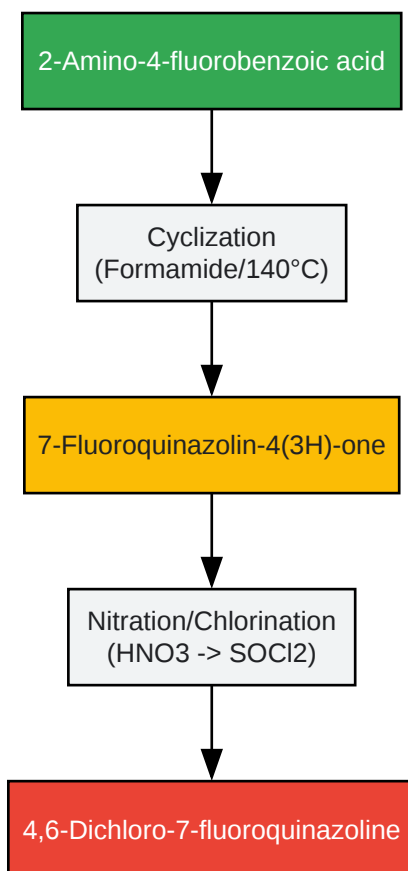 2-Amino-4-fluorobenzoic acid
Cyclization
(Formamide/140°C)
7-Fluoroquinazolin-4(3H)-one
Nitration/Chlorination
(HNO3 -> SOCl2)
4,6-Dichloro-7-fluoroquinazoline